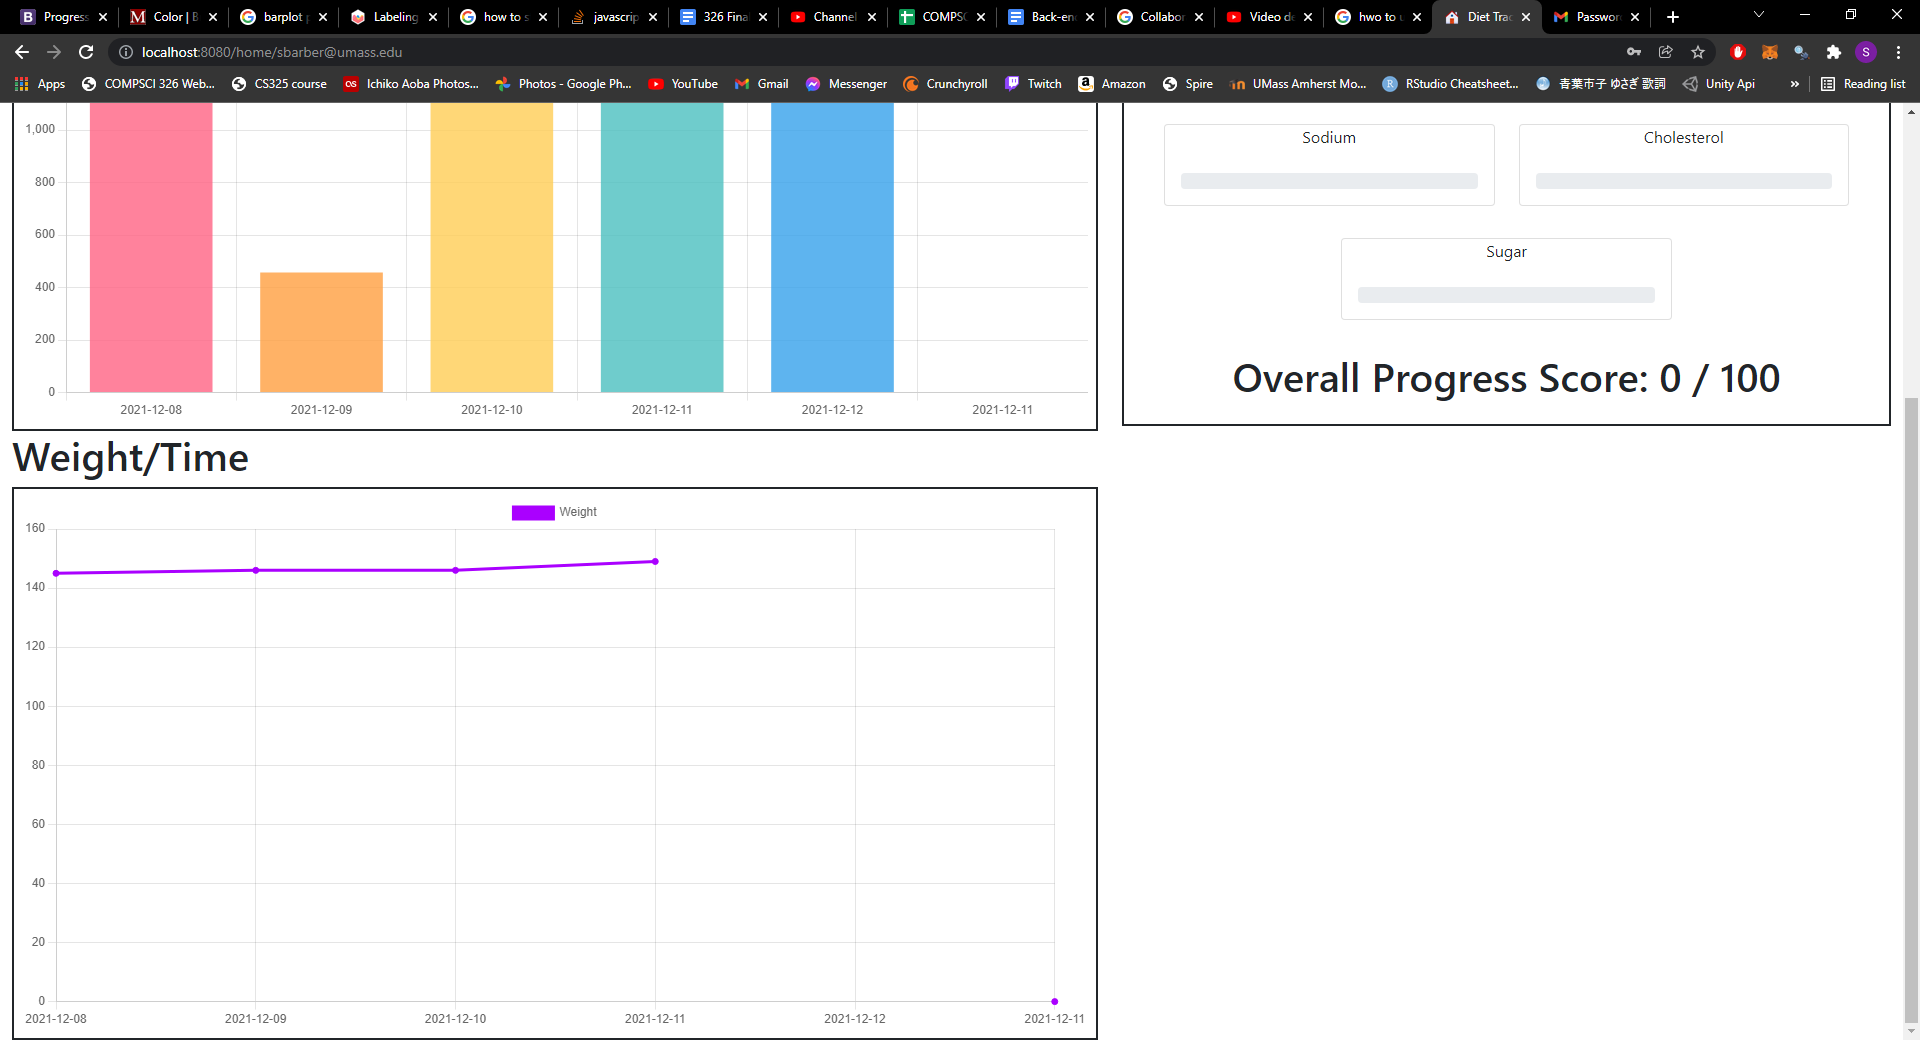 Progress
Color | B
barplot p
Labeling
how to s
javascrip
326 Fina
Channel
COMPSC
Back-end
Collabor
Video de
hwo to u
Diet Trac
Passwor
localhost:8080/home/sbarber@umass.edu
Apps
COMPSCI 326 Web...
CS325 course
Ichiko Aoba Photos...
Photos - Google Ph...
YouTube
Gmail
Messenger
Crunchyroll
Twitch
Amazon
Spire
UMass Amherst Mo...
RStudio Cheatsheet...
青葉市子 ゆさぎ 歌詞
Unity Api
»
Reading list
1,000
800
600
400
200
0
2021-12-08
2021-12-09
2021-12-10
2021-12-11
2021-12-12
2021-12-11
Sodium
Cholesterol
Sugar
Overall Progress Score: 0 / 100
Weight/Time
Weight
160
140
120
100
80
60
40
20
0
2021-12-08
2021-12-09
2021-12-10
2021-12-11
2021-12-12
2021-12-11